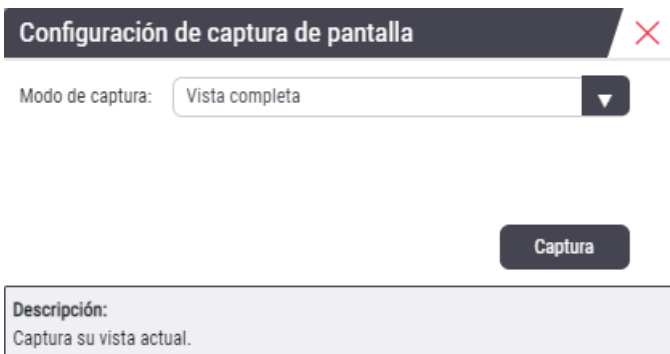 Configuración de captura de pantalla
Modo de captura: Vista completa
Captura
Descripción:
Captura su vista actual.